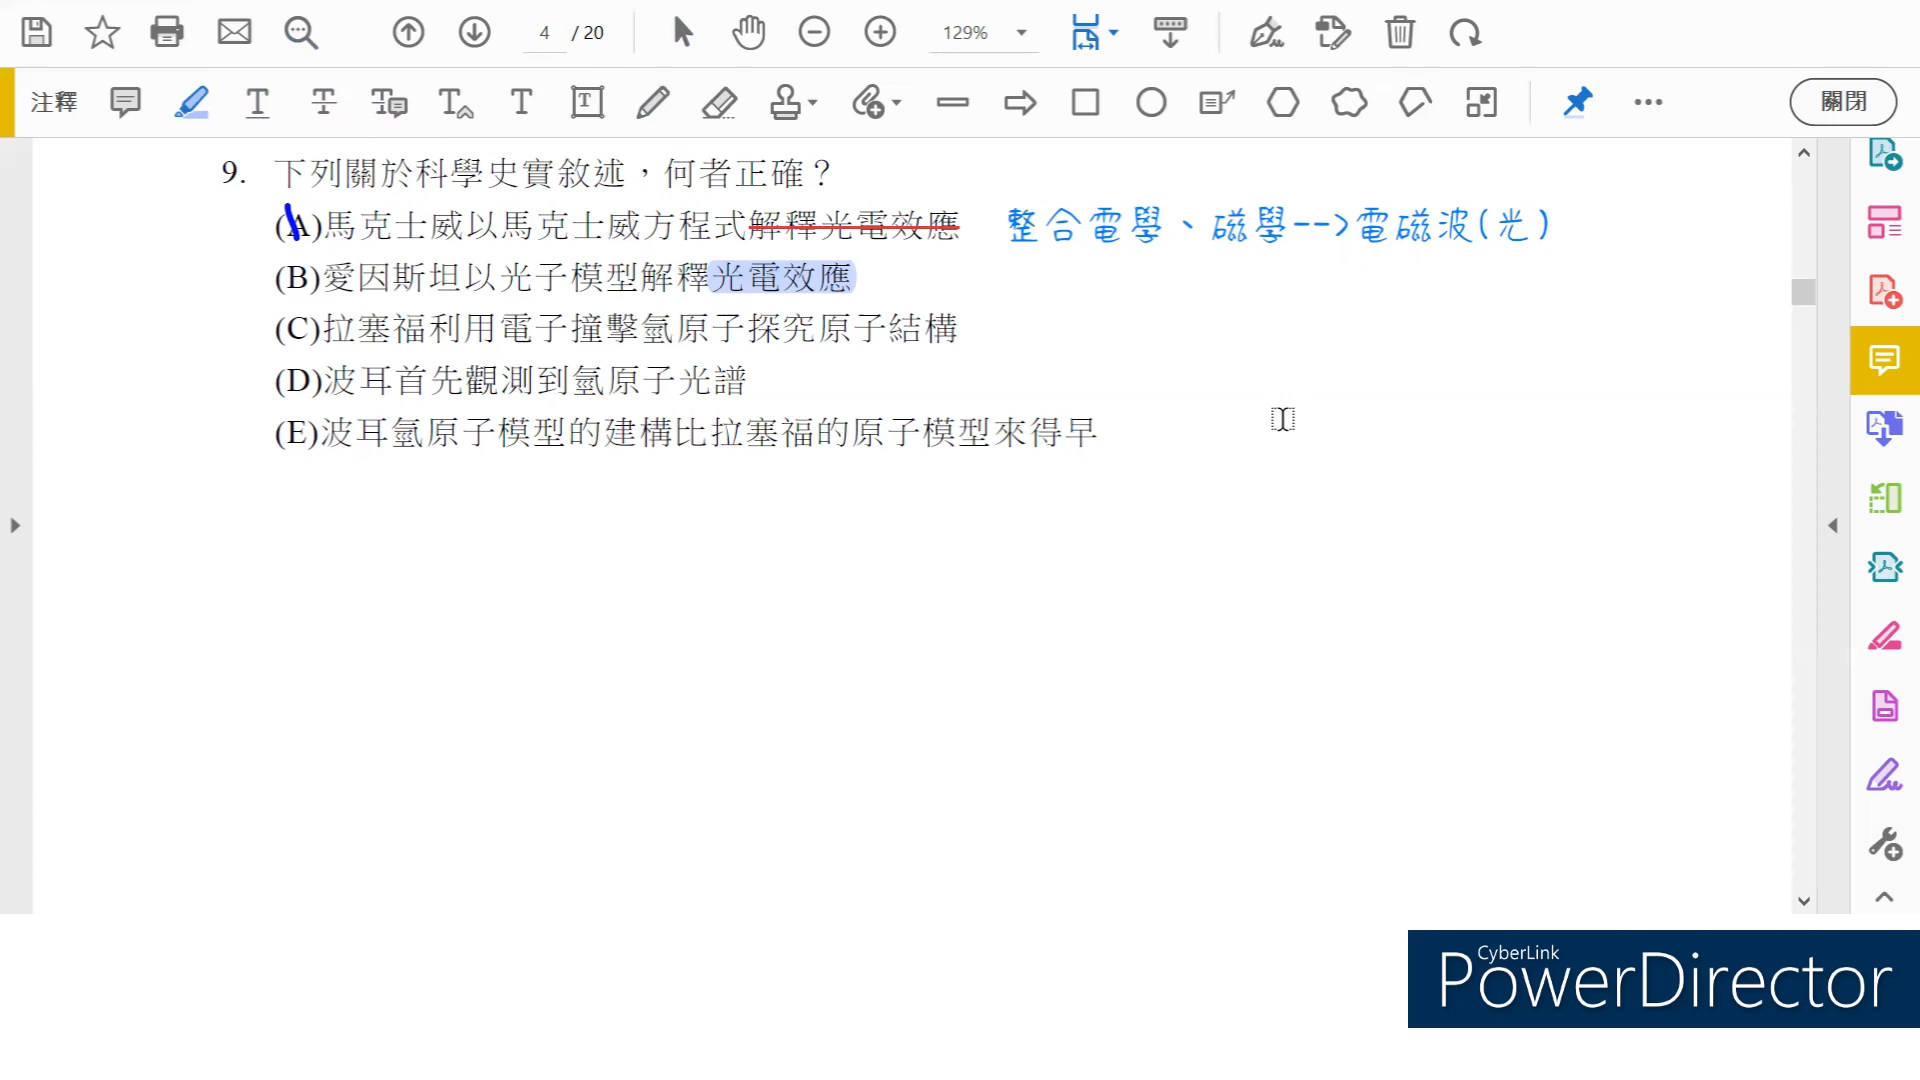 4 / 20
129%
注釋
關閉
9. 下列關於科學史實敘述，何者正確？
(A)馬克士威以馬克士威方程式解釋光電效應 整合電學、磁學-->電磁波(光)
(B)愛因斯坦以光子模型解釋光電效應
(C)拉塞福利用電子撞擊氫原子探究原子結構
(D)波耳首先觀測到氫原子光譜
(E)波耳氫原子模型的建構比拉塞福的原子模型來得早
CyberLink
PowerDirector